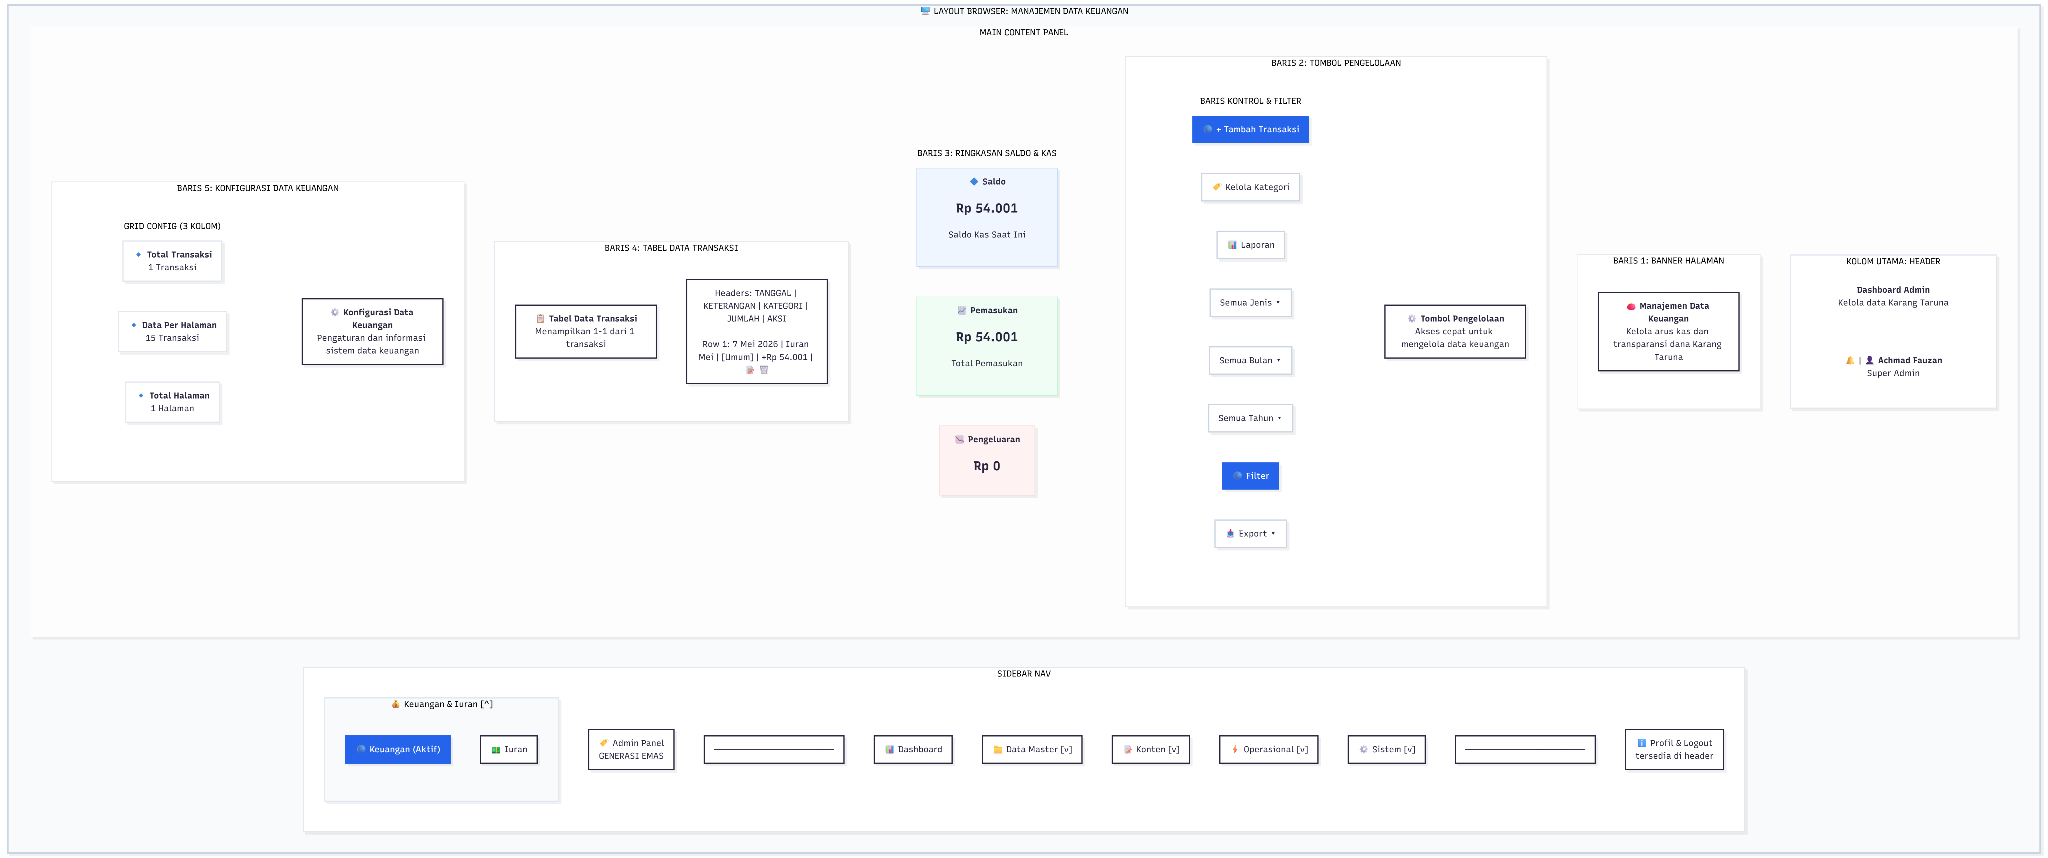 🖥️ LAYOUT BROWSER: MANAJEMEN DATA KEUANGAN
MAIN CONTENT PANEL
BARIS 5: KONFIGURASI DATA KEUANGAN
GRID CONFIG (3 KOLOM)
🔹 Total Transaksi
1 Transaksi
🔹 Data Per Halaman
15 Transaksi
🔹 Total Halaman
1 Halaman
⚙️ Konfigurasi Data
Keuangan
Pengaturan dan informasi
sistem data keuangan
BARIS 4: TABEL DATA TRANSAKSI
📋 Tabel Data Transaksi
Menampilkan 1-1 dari 1
transaksi
Headers: TANGGAL |
KETERANGAN | KATEGORI |
JUMLAH | AKSI
Row 1: 7 Mei 2026 | Iuran
Mei | [Umum] | +Rp 54.001 |
📝 🗑️
BARIS 3: RINGKASAN SALDO & KAS
🔷 Saldo
Rp 54.001
Saldo Kas Saat Ini
📈 Pemasukan
Rp 54.001
Total Pemasukan
📉 Pengeluaran
Rp 0
BARIS 2: TOMBOL PENGELOLAAN
BARIS KONTROL & FILTER
🔵 + Tambah Transaksi
🏷️ Kelola Kategori
📊 Laporan
Semua Jenis ▾
Semua Bulan ▾
Semua Tahun ▾
🔵 Filter
📤 Export ▾
⚙️ Tombol Pengelolaan
Akses cepat untuk
mengelola data keuangan
BARIS 1: BANNER HALAMAN
👛 Manajemen Data
Keuangan
Kelola arus kas dan
transparansi dana Karang
Taruna
KOLOM UTAMA: HEADER
Dashboard Admin
Kelola data Karang Taruna
🔔 | 👤 Achmad Fauzan
Super Admin
SIDEBAR NAV
💰 Keuangan & Iuran [^]
🔵 Keuangan (Aktif)
💵 Iuran
🏷️ Admin Panel
GENERASI EMAS
📊 Dashboard
📁 Data Master [v]
📝 Konten [v]
⚡ Operasional [v]
⚙️ Sistem [v]
ℹ️ Profil & Logout
tersedia di header